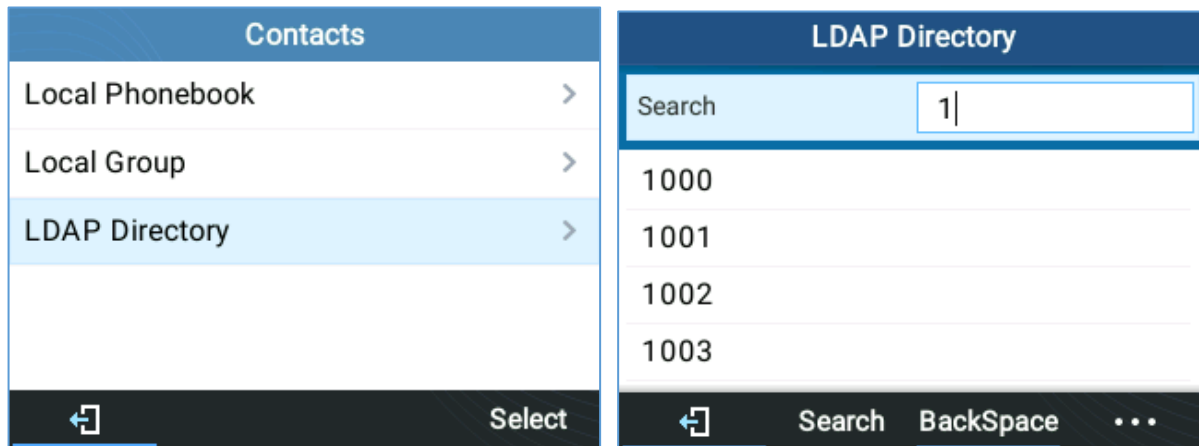 Contacts
Local Phonebook
Local Group
LDAP Directory
Select
LDAP Directory
Search 1
1000
1001
1002
1003
Search BackSpace ...